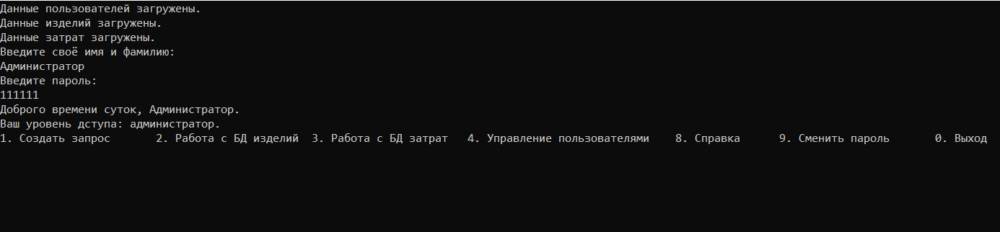 Данные пользователей загружены.
Данные изделий загружены.
Данные затрат загружены.
Введите своё имя и фамилию:
Администратор
Введите пароль:
111111
Доброго времени суток, Администратор.
Ваш уровень дступа: администратор.
1. Создать запрос 2. Работа с БД изделий 3. Работа с БД затрат 4. Управление пользователями 8. Справка 9. Сменить пароль 0. Выход